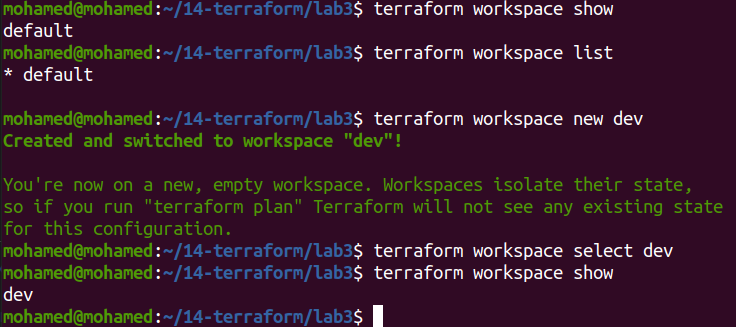 mohamed@mohamed:~/14-terraform/lab3$ terraform workspace show
default
mohamed@mohamed:~/14-terraform/lab3$ terraform workspace list
* default
mohamed@mohamed:~/14-terraform/lab3$ terraform workspace new dev
Created and switched to workspace "dev"!
You're now on a new, empty workspace. Workspaces isolate their state,
so if you run "terraform plan" Terraform will not see any existing state
for this configuration.
mohamed@mohamed:~/14-terraform/lab3$ terraform workspace select dev
mohamed@mohamed:~/14-terraform/lab3$ terraform workspace show
dev
mohamed@mohamed:~/14-terraform/lab3$